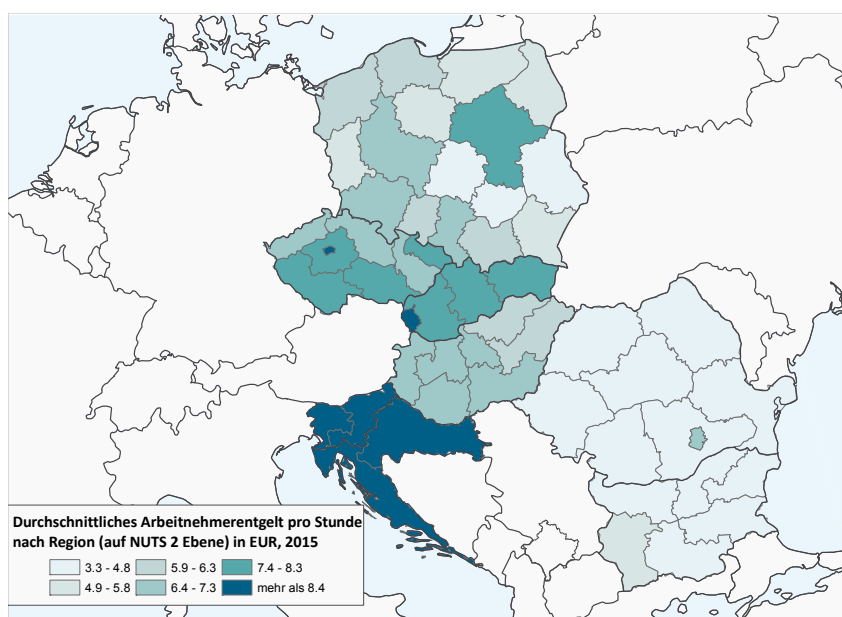 Durchschnittliches Arbeitnehmerentgelt pro Stunde
nach Region (auf NUTS 2 Ebene) in EUR, 2015
3.3 - 4.8 5.9 - 6.3 7.4 - 8.3
4.9 - 5.8 6.4 - 7.3 mehr als 8.4